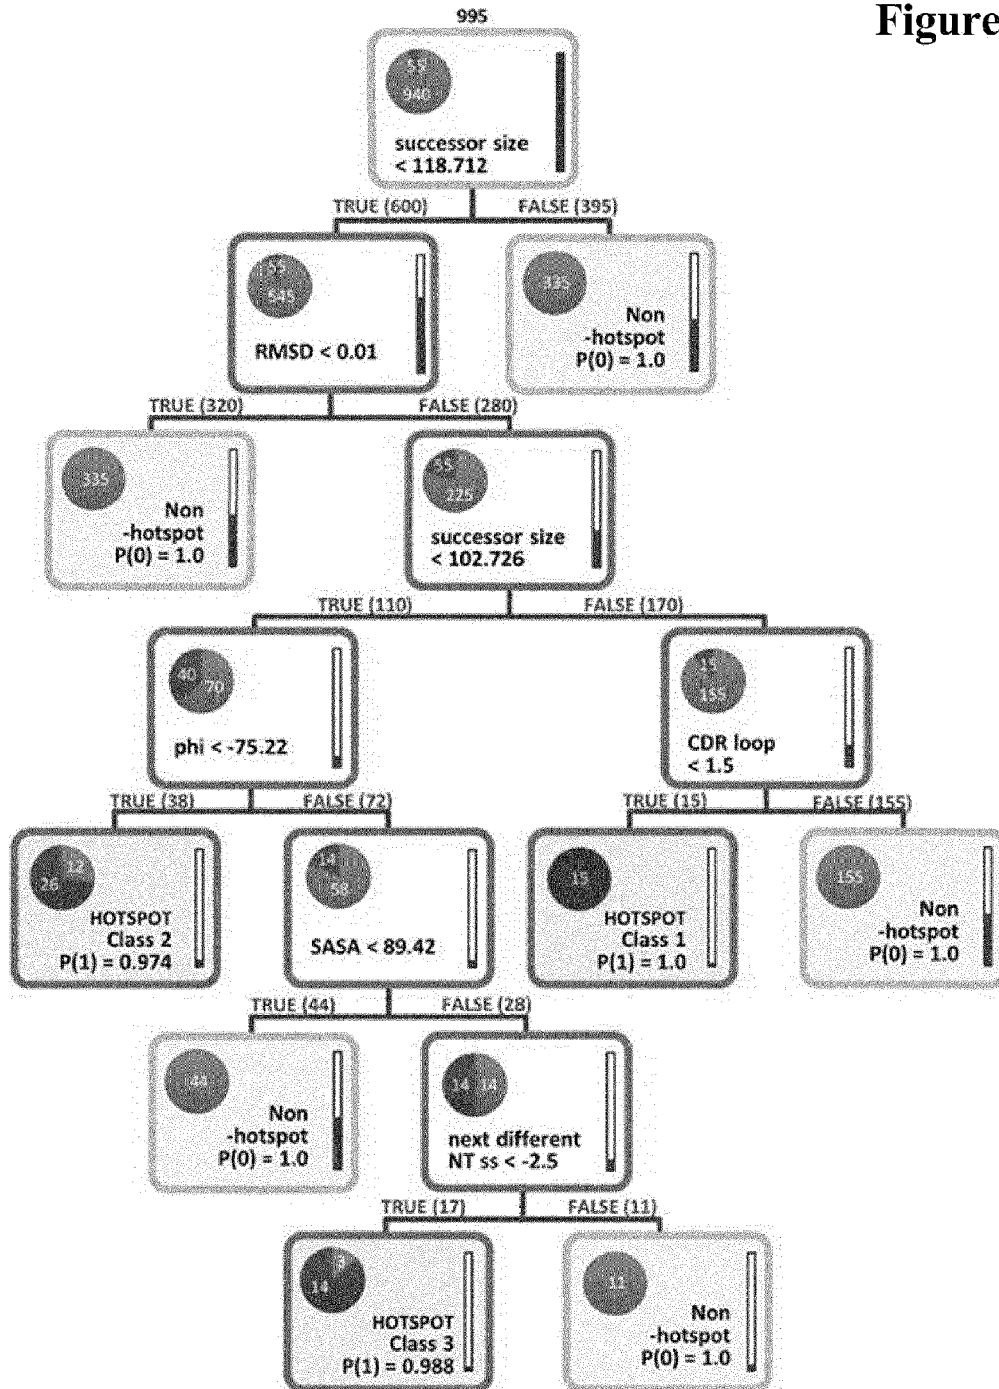 Figure
995
55
940
successor size
< 118.712
TRUE (600)
FALSE (395)
55
545
RMSD < 0.01
335
Non
-hotspot
P(0) = 1.0
TRUE (320)
FALSE (280)
335
Non
-hotspot
P(0) = 1.0
55
225
successor size
< 102.726
TRUE (110)
FALSE (170)
40
70
phi < -75.22
15
155
CDR loop
< 1.5
TRUE (38)
FALSE (72)
TRUE (15)
FALSE (155)
12
26
HOTSPOT
Class 2
P(1) = 0.974
14
58
SASA < 89.42
15
HOTSPOT
Class 1
P(1) = 1.0
155
Non
-hotspot
P(0) = 1.0
TRUE (44)
FALSE (28)
44
Non
-hotspot
P(0) = 1.0
14 14
next different
NT ss < -2.5
TRUE (17)
FALSE (11)
3
14
HOTSPOT
Class 3
P(1) = 0.988
11
Non
-hotspot
P(0) = 1.0